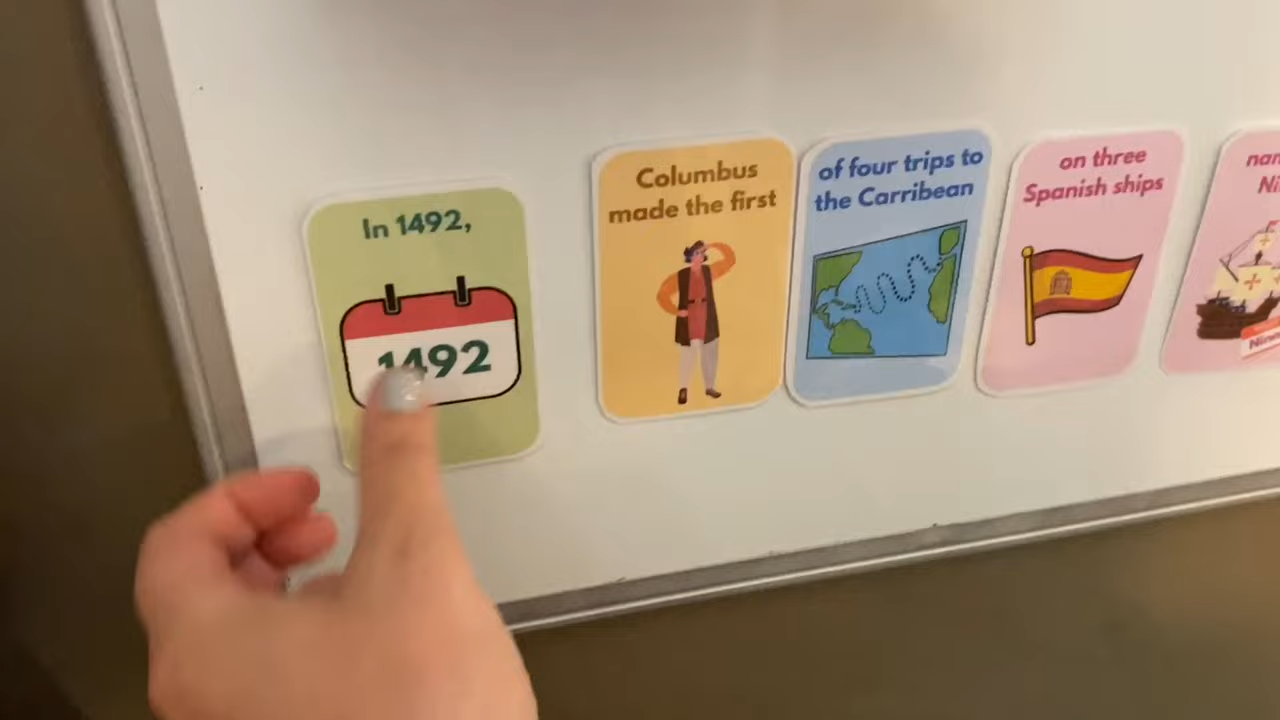 In 1492,
1492
Columbus
made the first
of four trips to
the Carribean
on three
Spanish ships